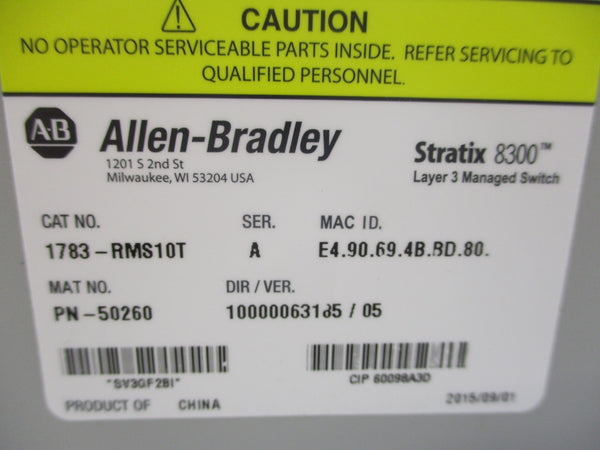 CAUTION
NO OPERATOR SERVICEABLE PARTS INSIDE. REFER SERVICING TO
QUALIFIED PERSONNEL.
A-B Allen-Bradley
1201 S 2nd St
Milwaukee, WI 53204 USA
Stratix 8300™
Layer 3 Managed Switch
CAT NO. SER. MAC ID.
1783-RMS10T A E4.90.69.4B.BD.80.
MAT NO. DIR / VER.
PN-50260 10000063185 / 05
CIP 60098A3D
PRODUCT OF CHINA 2015/09/01